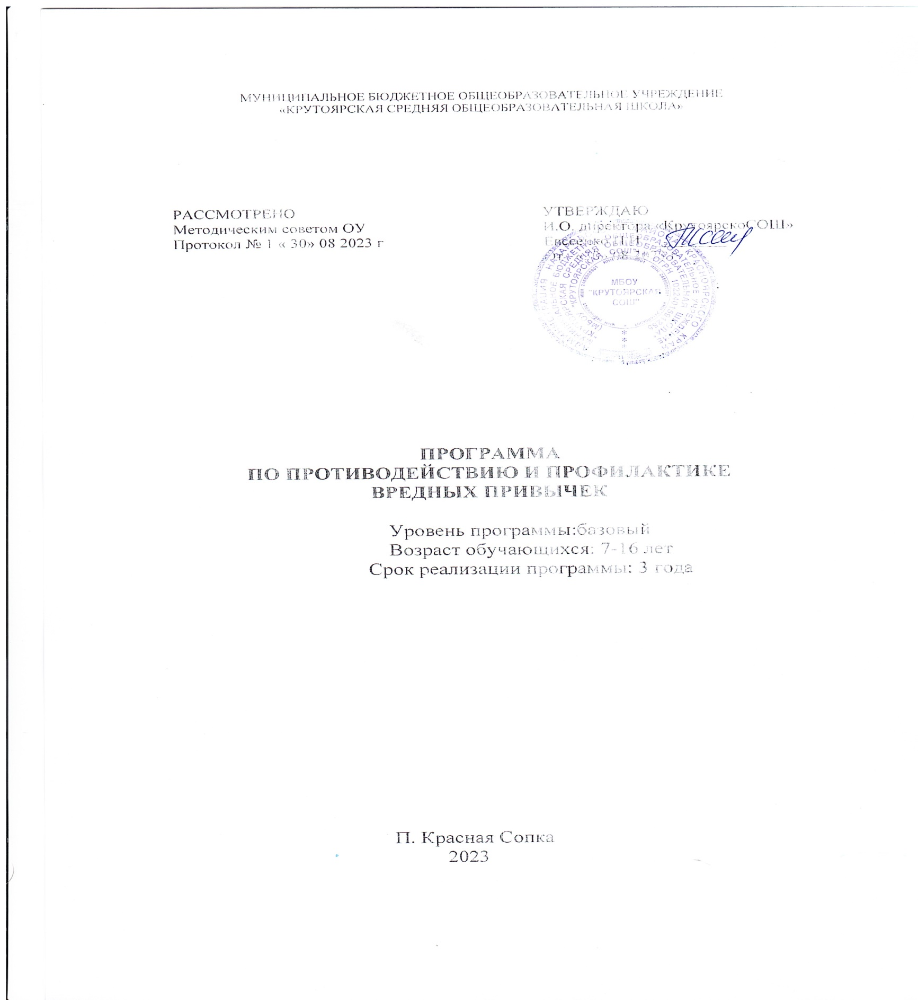 МУНИЦИПАЛЬНОЕ БЮДЖЕТНОЕ ОБЩЕОБРАЗОВАТЕЛЬНОЕ УЧРЕЖДЕНИЕ
«КРУТОЯРСКАЯ СРЕДНЯЯ ОБЩЕОБРАЗОВАТЕЛЬНАЯ ШКОЛА»
РАССМОТРЕНО
Методическим советом ОУ
Протокол № 1 « 30» 08 2023 г
УТВЕРЖДАЮ
И.О. директора «КрутоярскоСОШ»
Евсеенко
МБОУ
"КРУТОЯРСКАЯ
СОШ"
ПРОГРАММА
ПО ПРОТИВОДЕЙСТВИЮ И ПРОФИЛАКТИКЕ
ВРЕДНЫХ ПРИВЫЧЕК
Уровень программы:базовый
Возраст обучающихся: 7-16 лет
Срок реализации программы: 3 года
П. Красная Сопка
2023